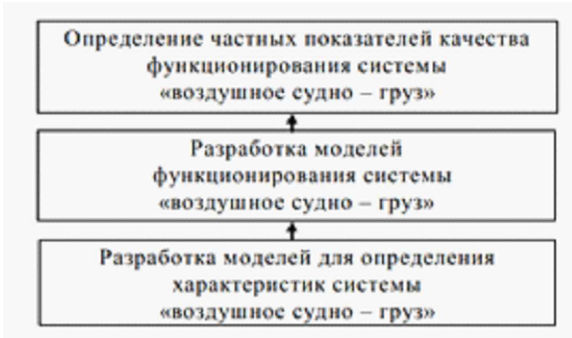 Определение частных показателей качества
функционирования системы
«воздушное судно – груз»
Разработка моделей
функционирования системы
«воздушное судно – груз»
Разработка моделей для определения
характеристик системы
«воздушное судно – груз»